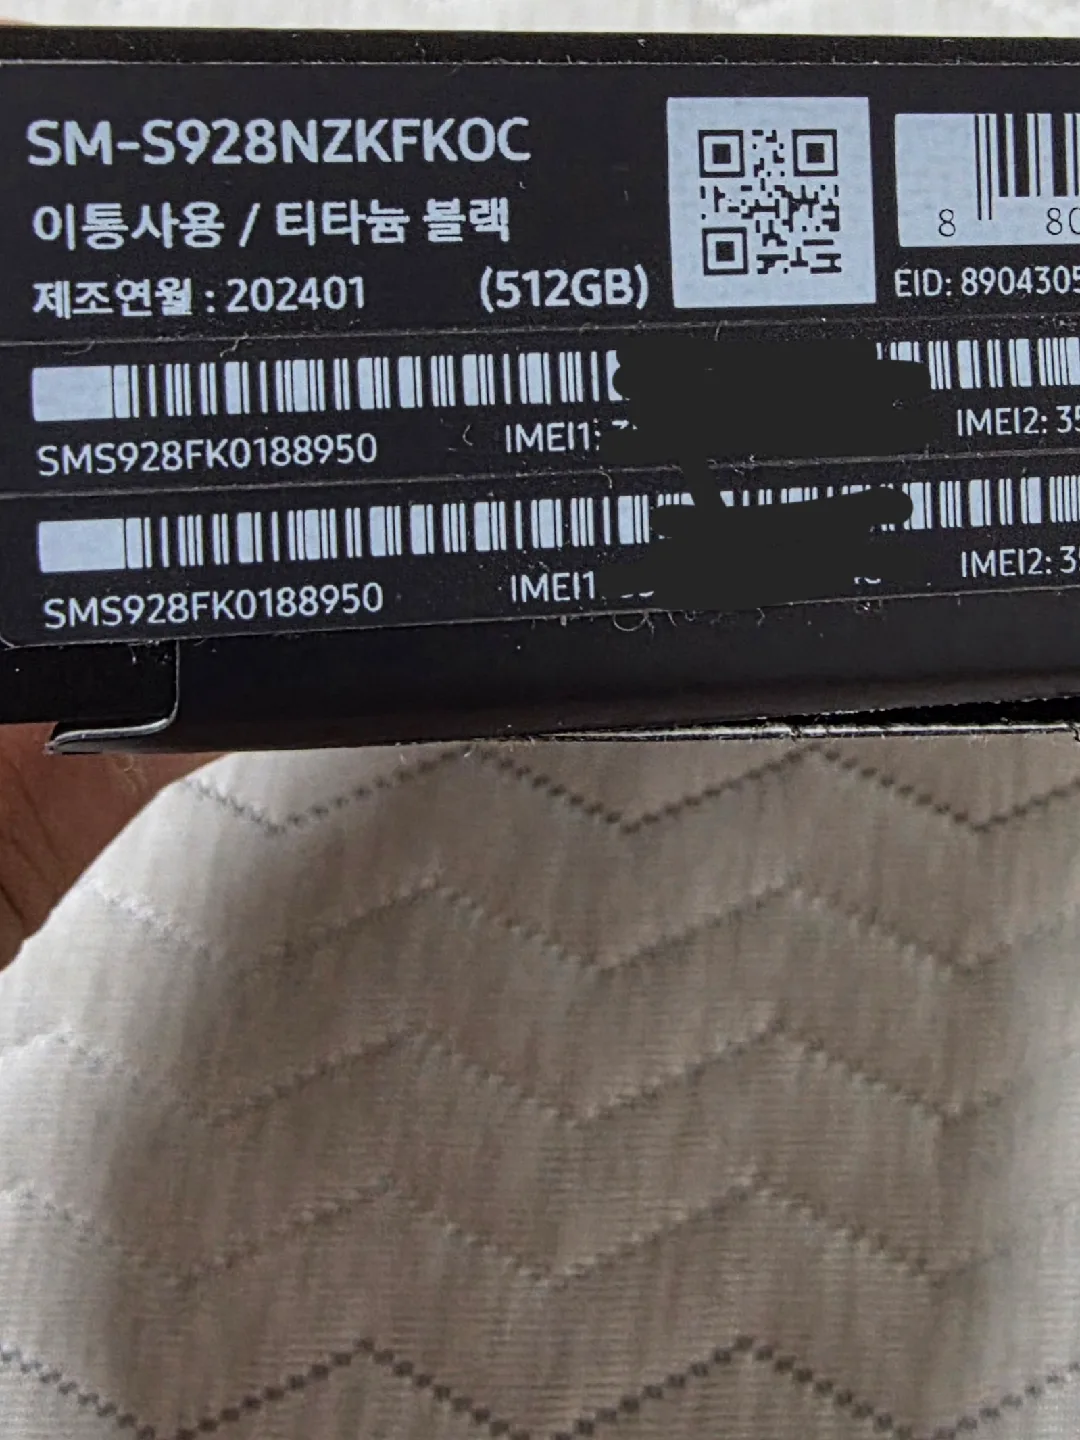 SM-S928NZKFKOC
이통사용 / 티타늄 블랙
제조연월 : 202401 (512GB)
8 80
EID: 8904305
SMS928FK0188950 IMEI1: IMEI2: 35
SMS928FK0188950 IMEI1 IMEI2: 35